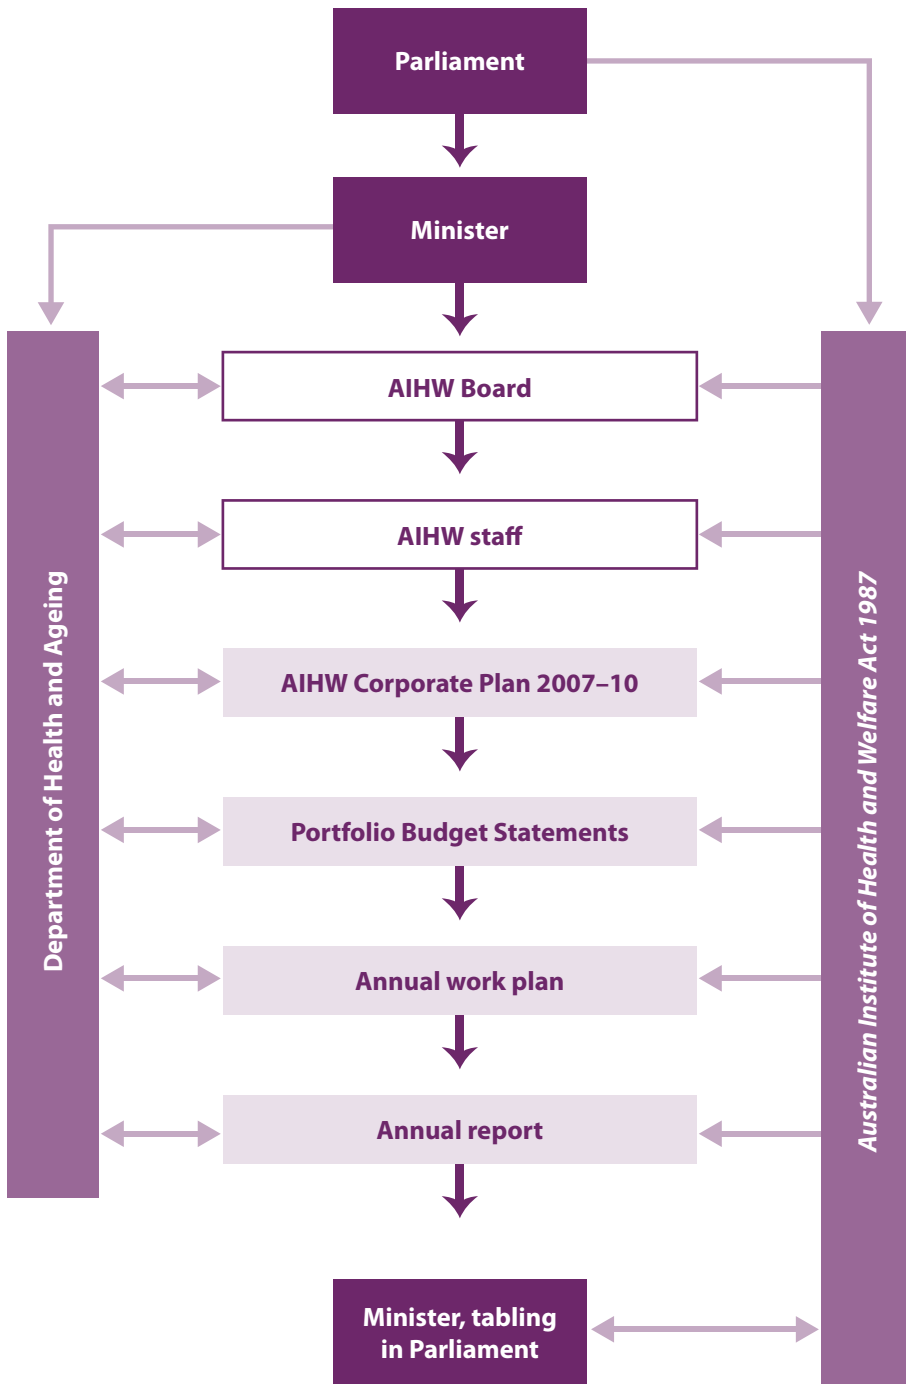 Parliament
Minister
AIHW Board
AIHW staff
AIHW Corporate Plan 2007–10
Portfolio Budget Statements
Annual work plan
Annual report
Minister, tabling
in Parliament
Department of Health and Ageing
Australian Institute of Health and Welfare Act 1987